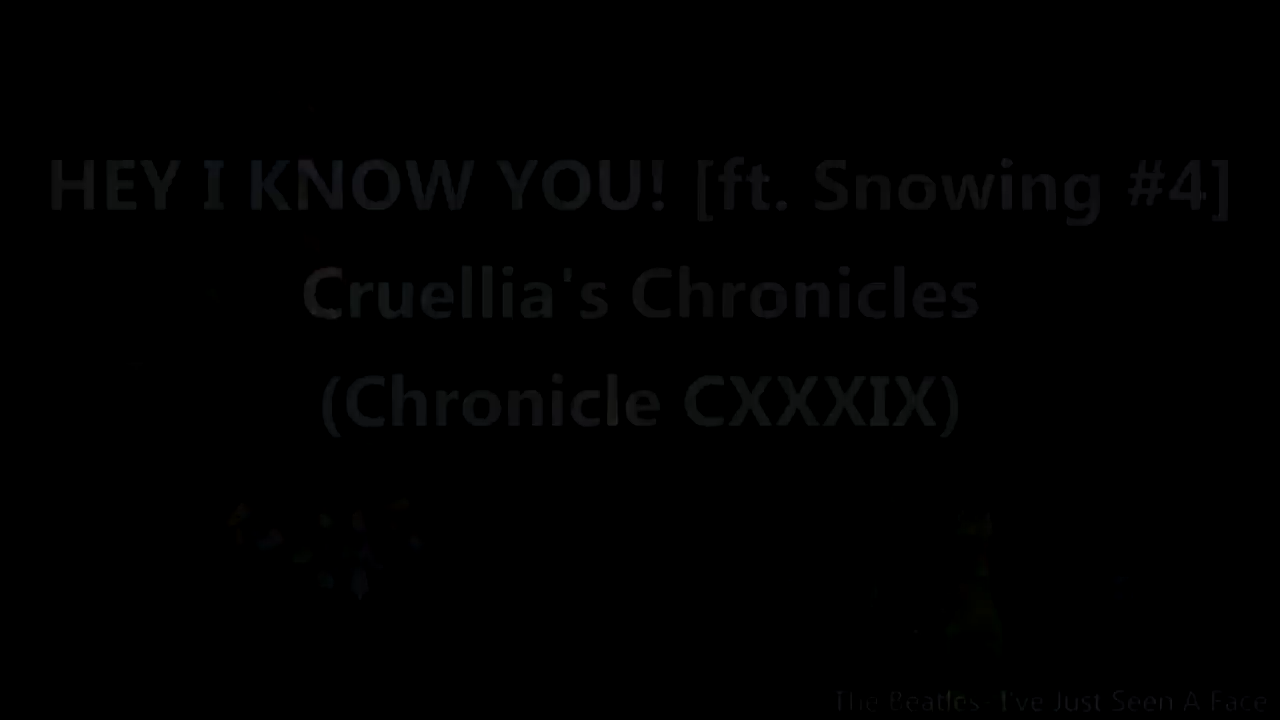 HEY I KNOW YOU! [ft. Snowing #4]
Cruellia's Chronicles
(Chronicle CXXXIX)
The Beatles - I've Just Seen A Face